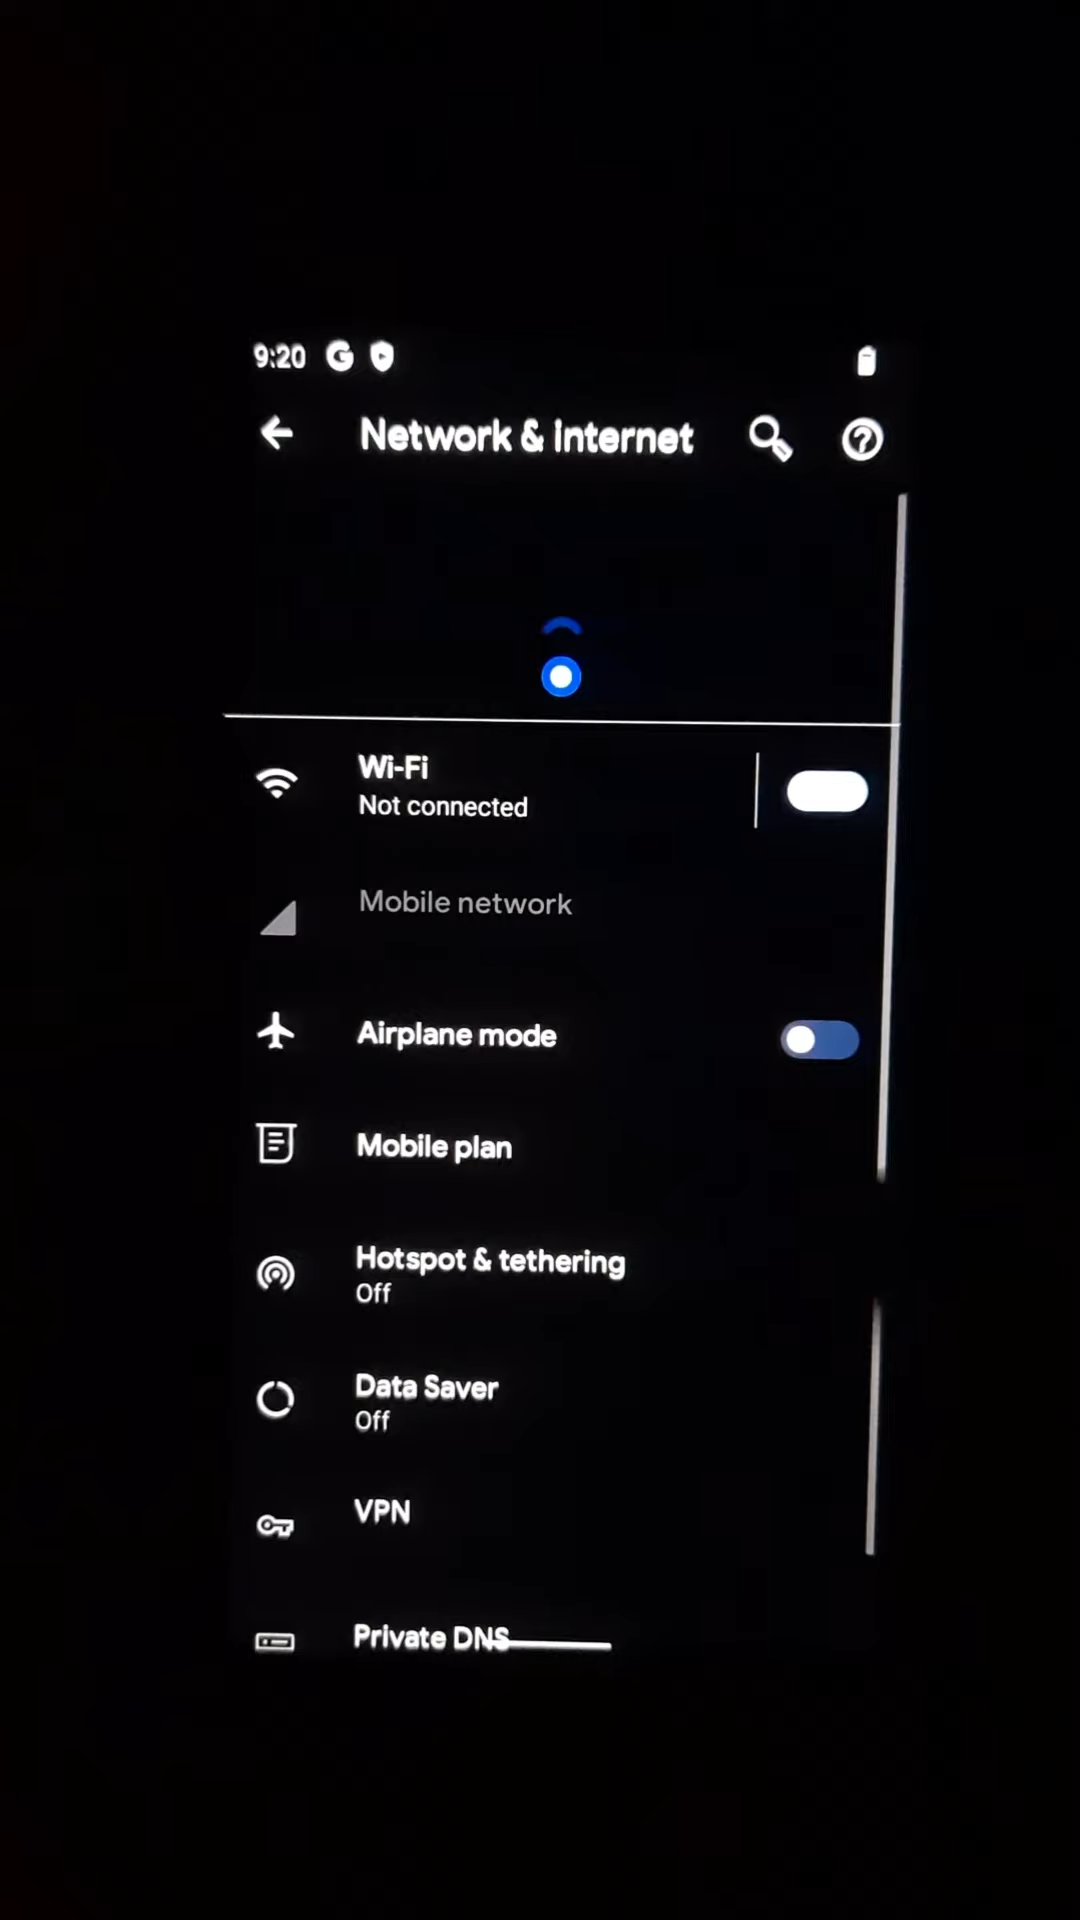 9:20
Network & internet
Wi-Fi
Not connected
Mobile network
Airplane mode
Mobile plan
Hotspot & tethering
Off
Data Saver
Off
VPN
Private DNS